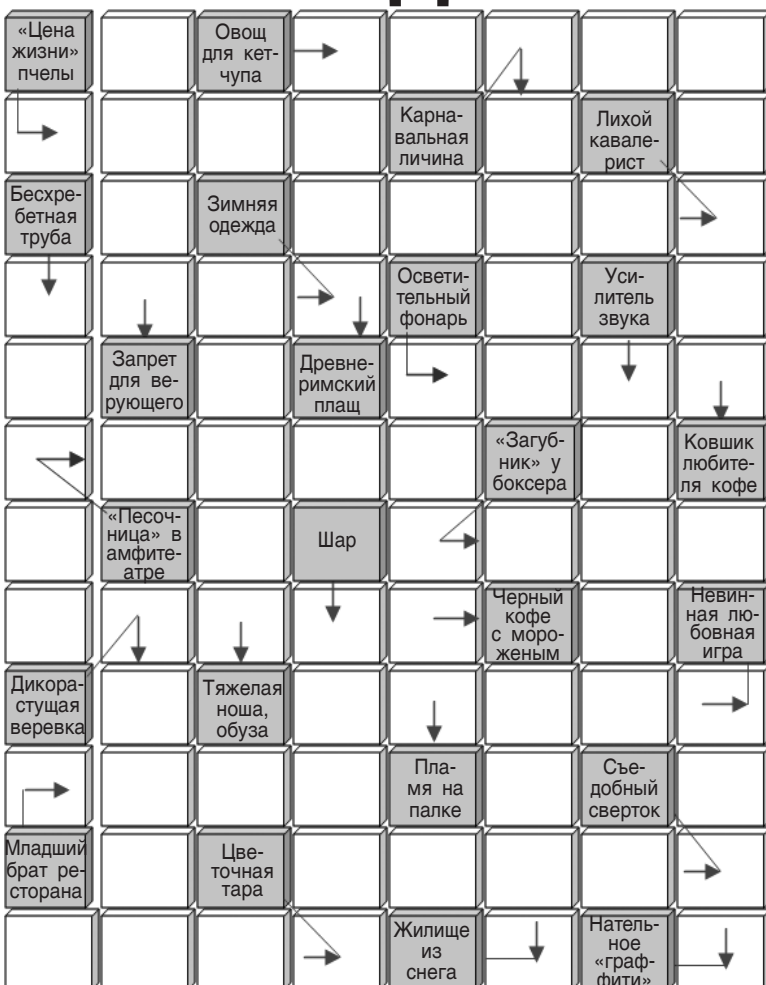 «Цена
жизни»
пчелы
Овощ
для кет-
чупа
Карна-
вальная
личина
Лихой
кавале-
рист
Бесхре-
бетная
труба
Зимняя
одежда
Освети-
тельный
фонарь
Уси-
литель
звука
Запрет
для ве-
рующего
Древне-
римский
плащ
«Загуб-
ник» у
боксера
Ковшик
любите-
ля кофе
«Песоч-
ница» в
амфите-
атре
Шар
Черный
кофе
с моро-
женым
Невин-
ная лю-
бовная
игра
Дикора-
стущая
веревка
Тяжелая
ноша,
обуза
Пла-
мя на
палке
Съе-
добный
сверток
Младший
брат ре-
сторана
Цве-
точная
тара
Жилище
из
снега
Натель-
ное
«граф-
фити»